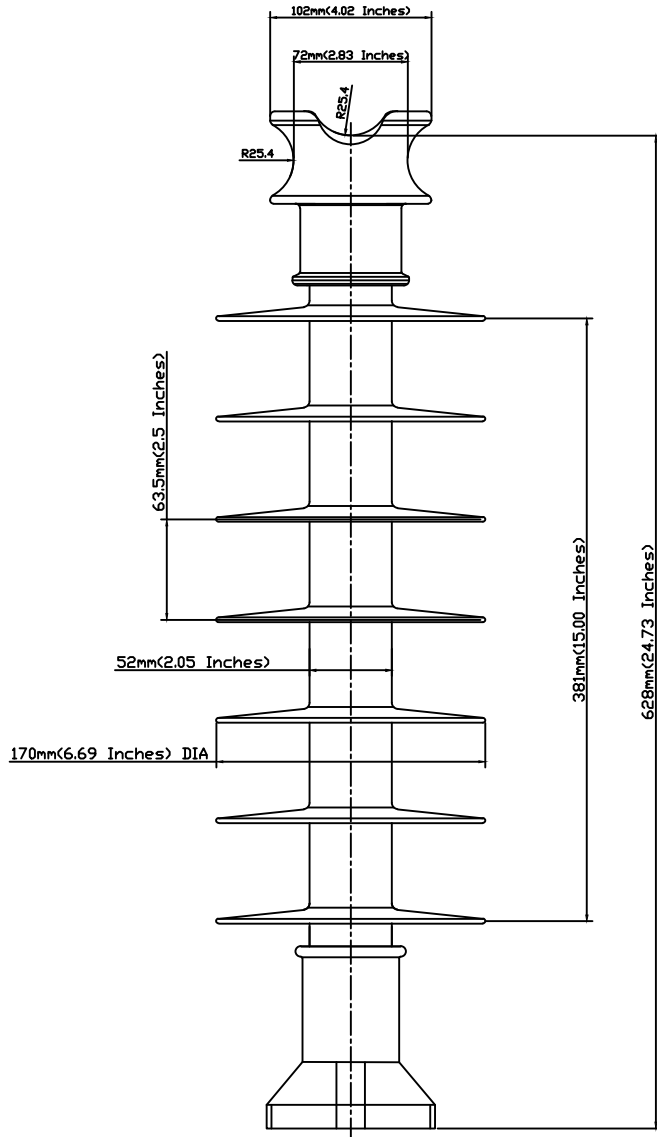 102mm(4.02 Inches)
72mm(2.83 Inches)
R25.4
R25.4
63.5mm(2.5 Inches)
52mm(2.05 Inches)
170mm(6.69 Inches) DIA
381mm(15.00 Inches)
628mm(24.73 Inches)